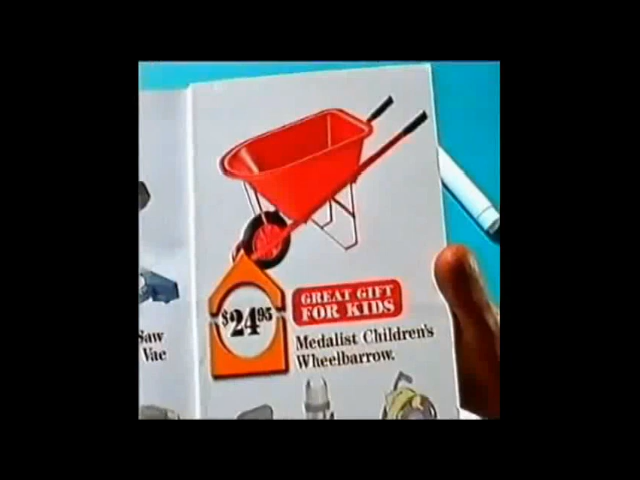 GREAT GIFT
FOR KIDS
$24.95
Medalist Children's
Wheelbarrow.
Saw
Vac